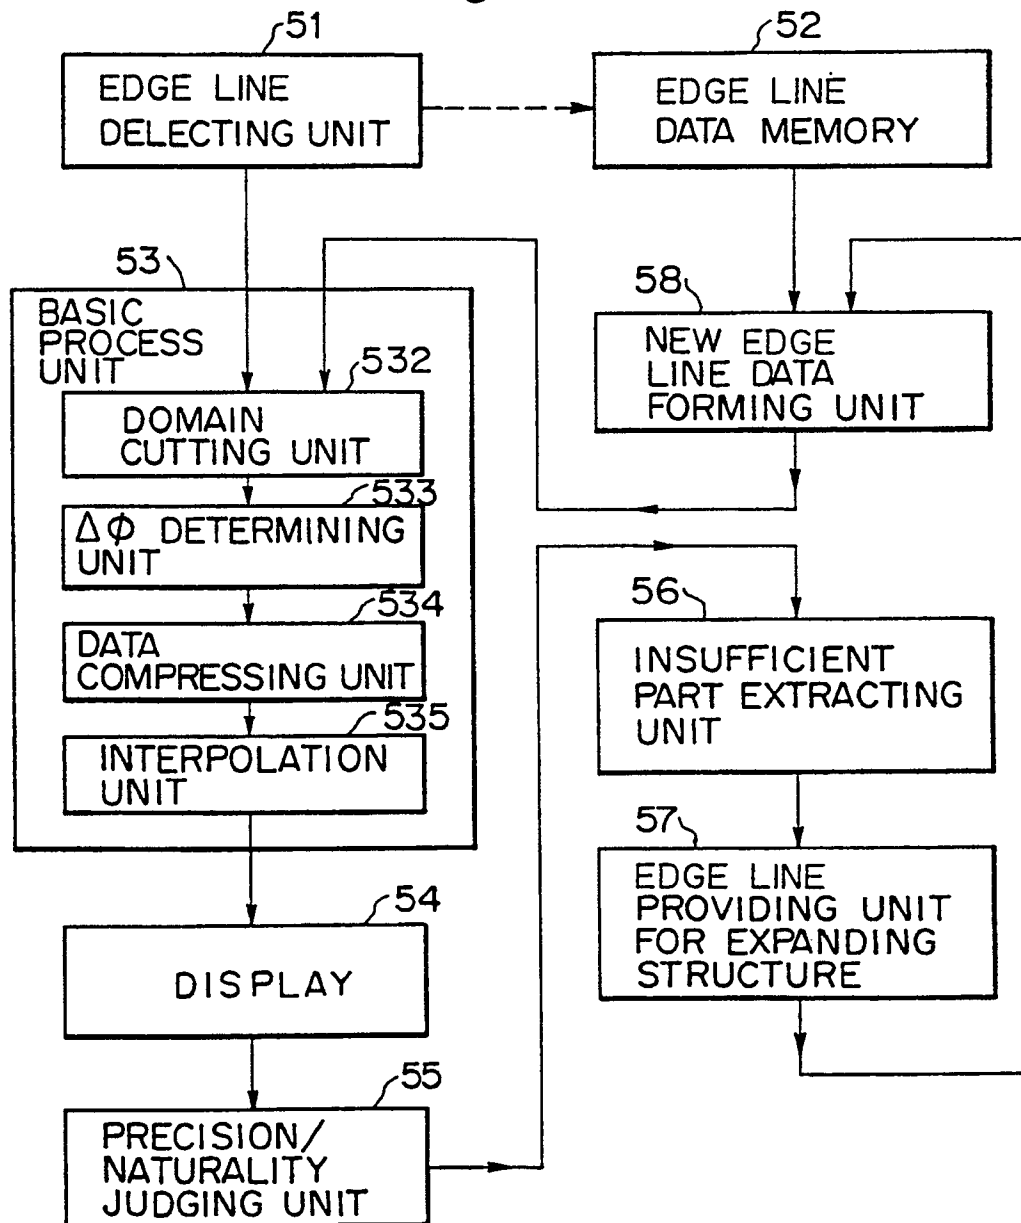 51
EDGE LINE
DELECTING UNIT
52
EDGE LINE
DATA MEMORY
53
BASIC
PROCESS
UNIT
532
DOMAIN
CUTTING UNIT
533
Δϕ DETERMINING
UNIT
534
DATA
COMPRESSING UNIT
535
INTERPOLATION
UNIT
54
DISPLAY
55
PRECISION/
NATURALITY
JUDGING UNIT
58
NEW EDGE
LINE DATA
FORMING UNIT
56
INSUFFICIENT
PART EXTRACTING
UNIT
57
EDGE LINE
PROVIDING UNIT
FOR EXPANDING
STRUCTURE